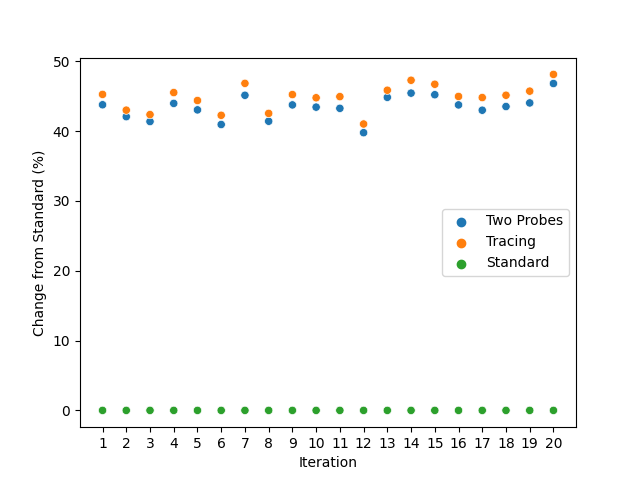 50
40
30
20
10
0
Change from Standard (%)
Two Probes
Tracing
Standard
1 2 3 4 5 6 7 8 9 10 11 12 13 14 15 16 17 18 19 20
Iteration